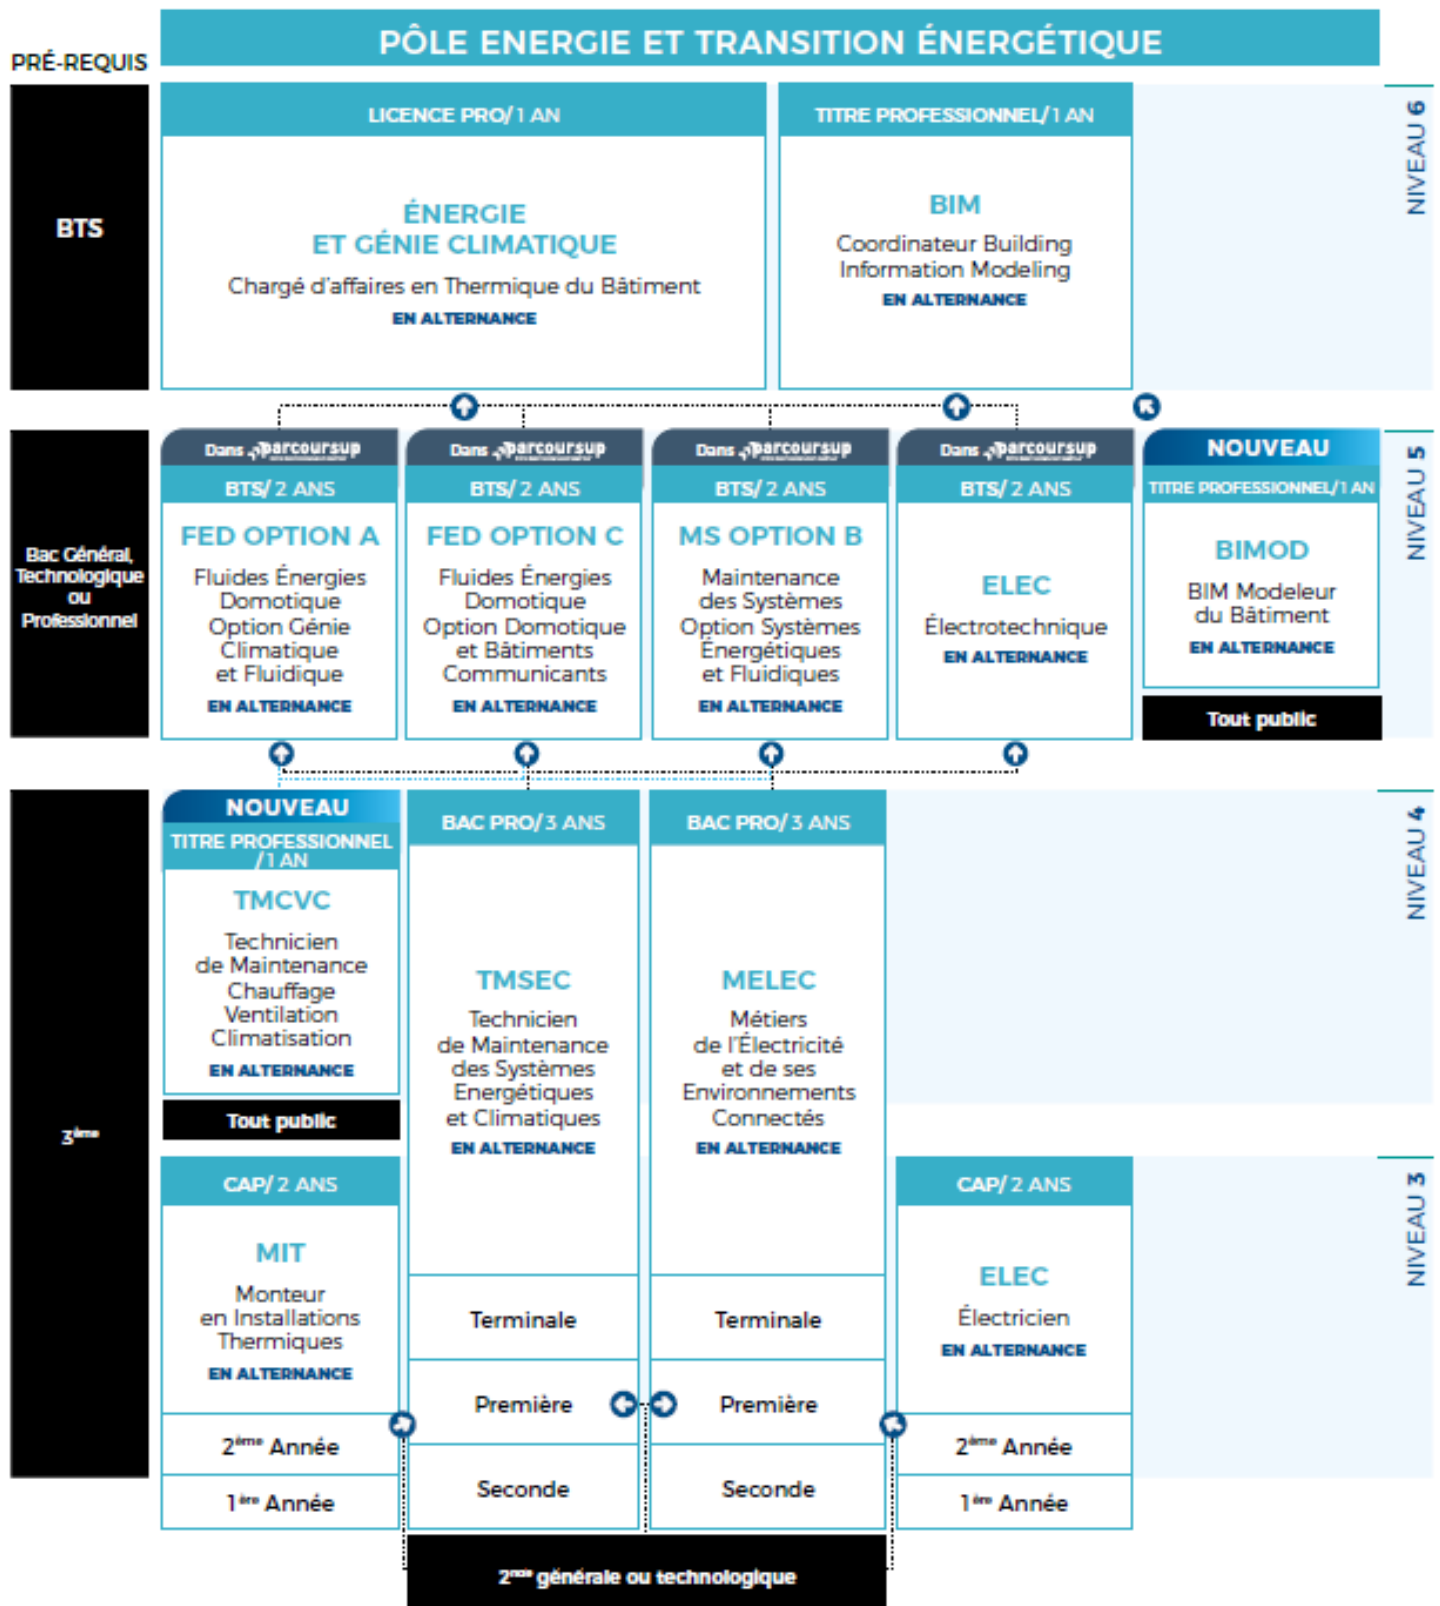 PÔLE ENERGIE ET TRANSITION ÉNERGÉTIQUE
PRÉ-REQUIS
BTS
LICENCE PRO/ 1 AN
ÉNERGIE
ET GÉNIE CLIMATIQUE
Chargé d'affaires en Thermique du Bâtiment
EN ALTERNANCE
TITRE PROFESSIONNEL/ 1 AN
BIM
Coordinateur Building
Information Modeling
EN ALTERNANCE
NIVEAU 6
Bac Général,
Technologique
ou
Professionnel
Dans parcoursup
BTS/ 2 ANS
FED OPTION A
Fluides Énergies
Domotique
Option Génie
Climatique
et Fluidique
EN ALTERNANCE
Dans parcoursup
BTS/ 2 ANS
FED OPTION C
Fluides Énergies
Domotique
Option Domotique
et Bâtiments
Communicants
EN ALTERNANCE
Dans parcoursup
BTS/ 2 ANS
MS OPTION B
Maintenance
des Systèmes
Option Systèmes
Énergétiques
et Fluidiques
EN ALTERNANCE
Dans parcoursup
BTS/ 2 ANS
ELEC
Électrotechnique
EN ALTERNANCE
NOUVEAU
TITRE PROFESSIONNEL/ 1 AN
BIMOD
BIM Modeleur
du Bâtiment
EN ALTERNANCE
Tout public
NIVEAU 5
3ème
NOUVEAU
TITRE PROFESSIONNEL
/ 1 AN
TMCVC
Technicien
de Maintenance
Chauffage
Ventilation
Climatisation
EN ALTERNANCE
Tout public
BAC PRO/ 3 ANS
TMSEC
Technicien
de Maintenance
des Systèmes
Energétiques
et Climatiques
EN ALTERNANCE
Terminale
Première
Seconde
BAC PRO/ 3 ANS
MELEC
Métiers
de l'Électricité
et de ses
Environnements
Connectés
EN ALTERNANCE
Terminale
Première
Seconde
NIVEAU 4
CAP/ 2 ANS
MIT
Monteur
en Installations
Thermiques
EN ALTERNANCE
2ème Année
1ère Année
CAP/ 2 ANS
ELEC
Électricien
EN ALTERNANCE
2ème Année
1ère Année
NIVEAU 3
2nde générale ou technologique